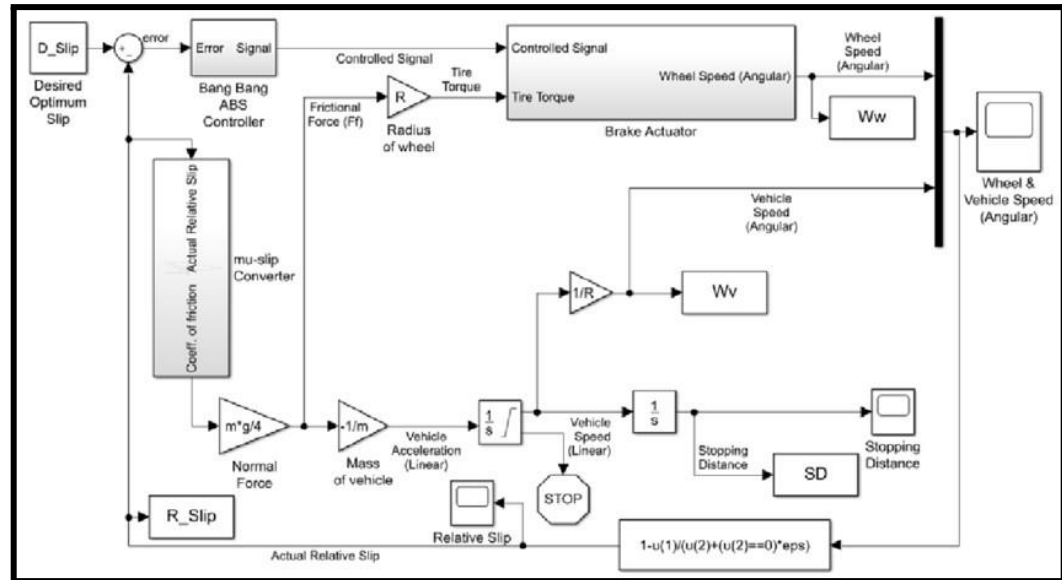 D_Slip
Desired
Optimum
Slip
+
-
error
Error Signal
Bang Bang
ABS
Controller
Controlled Signal
Frictional
Force (Ff)
R
Radius
of wheel
Tire
Torque
Controlled Signal
Tire Torque
Wheel Speed (Angular)
Brake Actuator
Wheel
Speed
(Angular)
Ww
Wheel &
Vehicle Speed
(Angular)
Vehicle
Speed
(Angular)
Coeff. of friction Actual Relative Slip
mu-slip
Converter
1/R
Wv
m*g/4
Normal
Force
-1/m
Mass
of vehicle
Vehicle
Acceleration
(Linear)
1
s
Vehicle
Speed
(Linear)
1
s
Stopping
Distance
Stopping
Distance
SD
STOP
R_Slip
Relative Slip
Actual Relative Slip
1-u(1)/(u(2)+(u(2)==0)*eps)